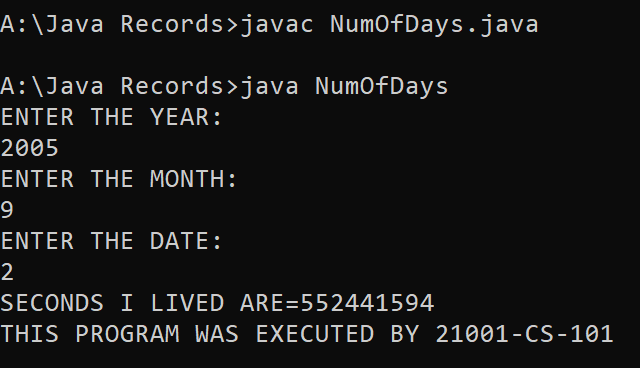 A:\Java Records>javac NumOfDays.java
A:\Java Records>java NumOfDays
ENTER THE YEAR:
2005
ENTER THE MONTH:
9
ENTER THE DATE:
2
SECONDS I LIVED ARE=552441594
THIS PROGRAM WAS EXECUTED BY 21001-CS-101